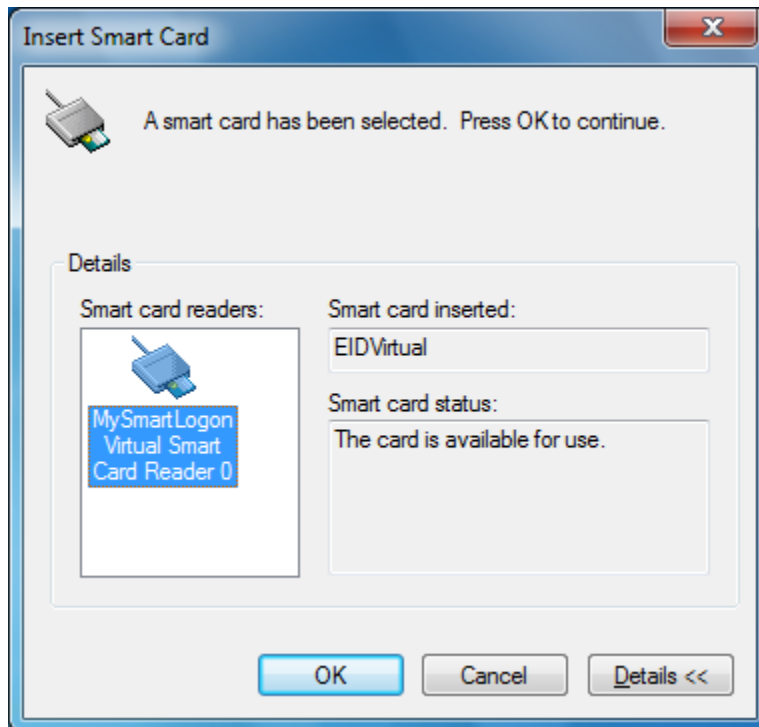 Insert Smart Card
A smart card has been selected. Press OK to continue.
Details
Smart card readers:
MySmartLogon
Virtual Smart
Card Reader 0
Smart card inserted:
EIDVirtual
Smart card status:
The card is available for use.
OK
Cancel
Details <<